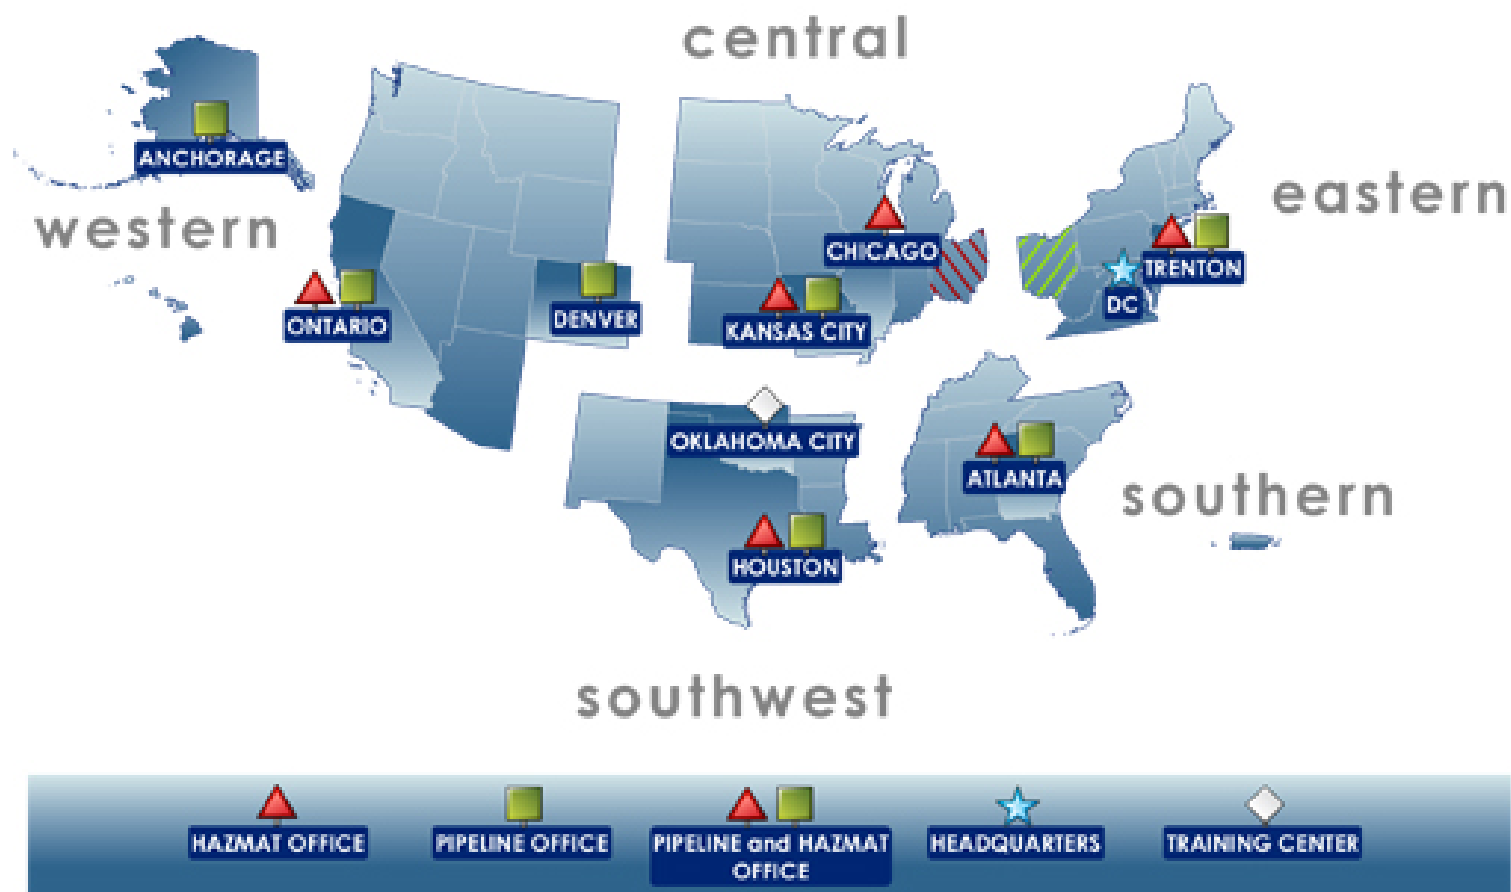 central
ANCHORAGE
western
eastern
CHICAGO
TRENTON
DC
ONTARIO
DENVER
KANSAS CITY
OKLAHOMA CITY
ATLANTA
southern
HOUSTON
southwest
HAZMAT OFFICE
PIPELINE OFFICE
PIPELINE and HAZMAT
OFFICE
HEADQUARTERS
TRAINING CENTER